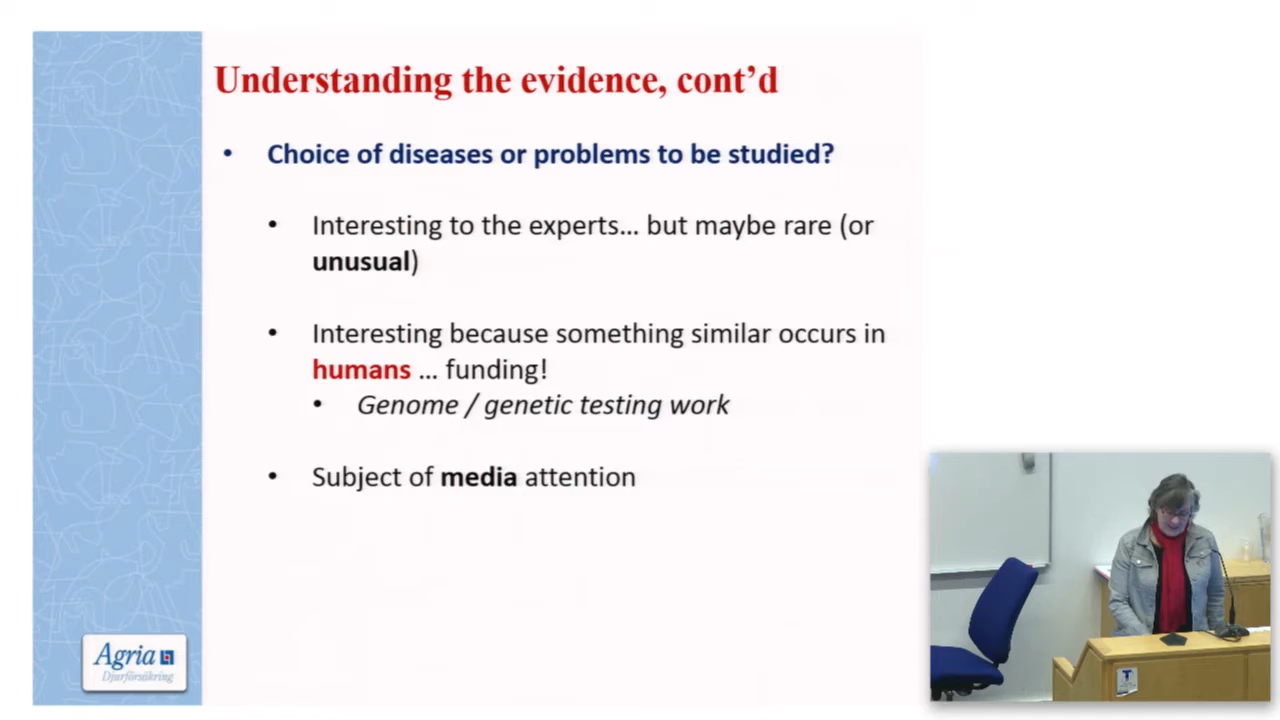 Understanding the evidence, cont’d
• Choice of diseases or problems to be studied?
• Interesting to the experts… but maybe rare (or
unusual)
• Interesting because something similar occurs in
humans … funding!
• Genome / genetic testing work
• Subject of media attention
Agria
Djurförsäkring